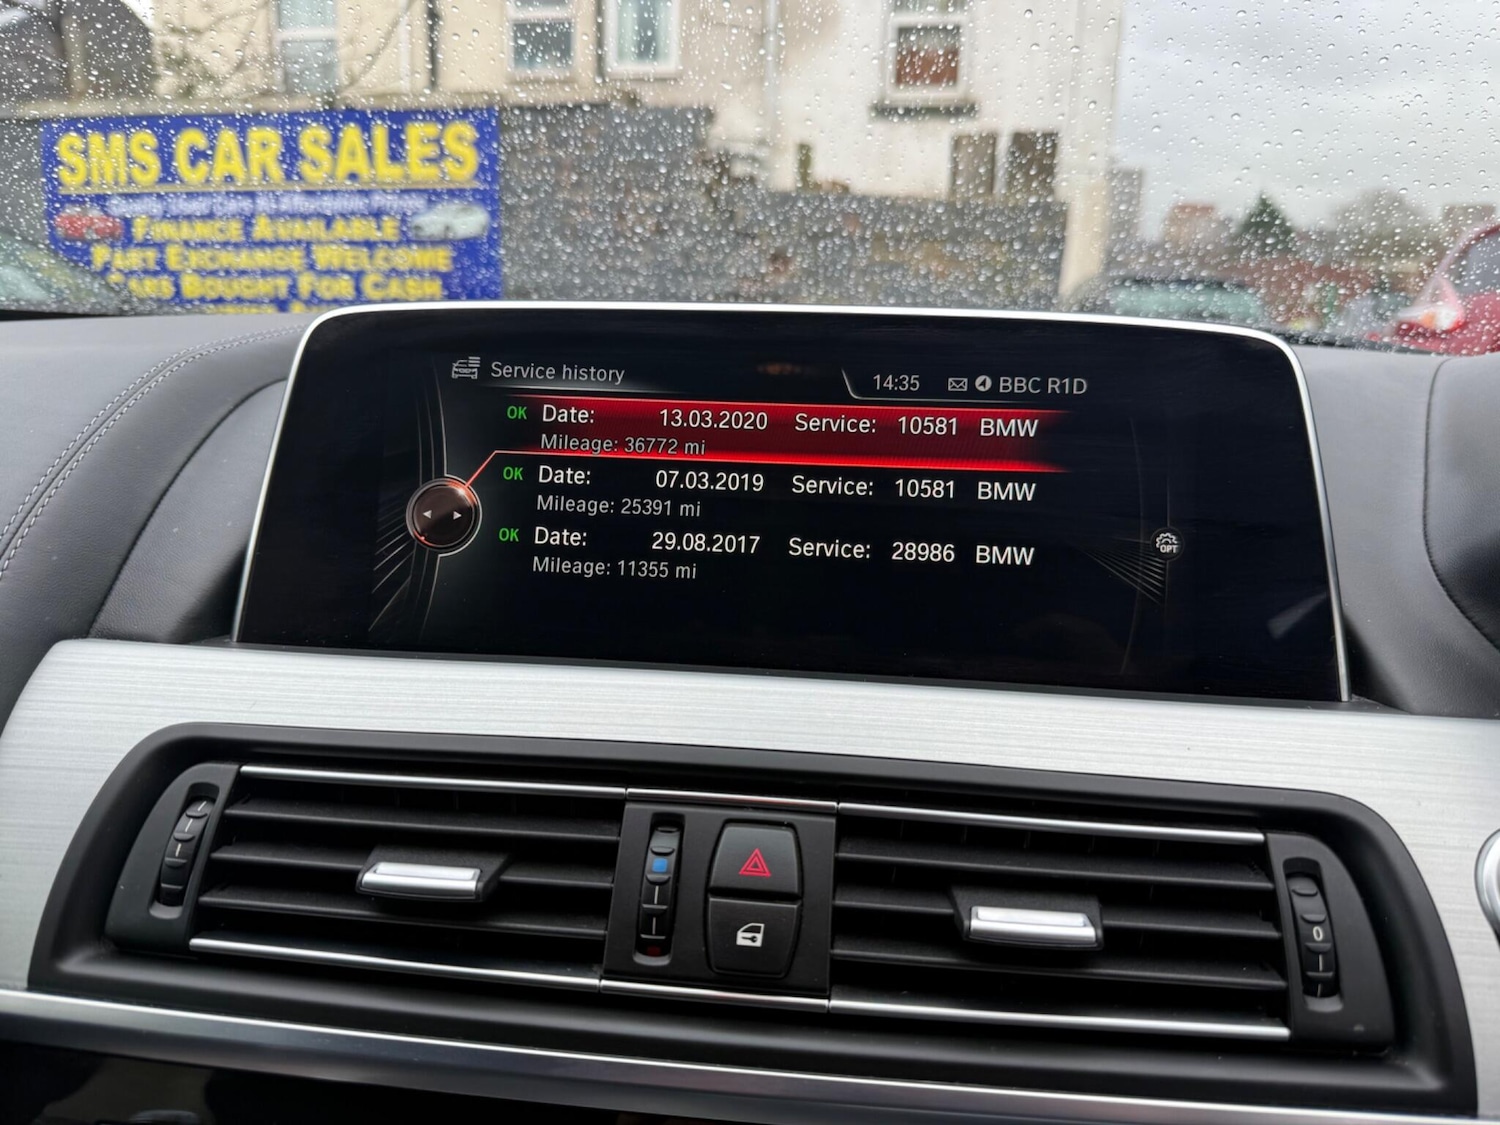 SMS CAR SALES
FINANCE AVAILABLE
PART EXCHANGE WELCOME
CARS BOUGHT FOR CASH
Service history
14:35 BBC R1D
OK Date: 13.03.2020 Service: 10581 BMW
Mileage: 36772 mi
OK Date: 07.03.2019 Service: 10581 BMW
Mileage: 25391 mi
OK Date: 29.08.2017 Service: 28986 BMW
Mileage: 11355 mi
OPT
0